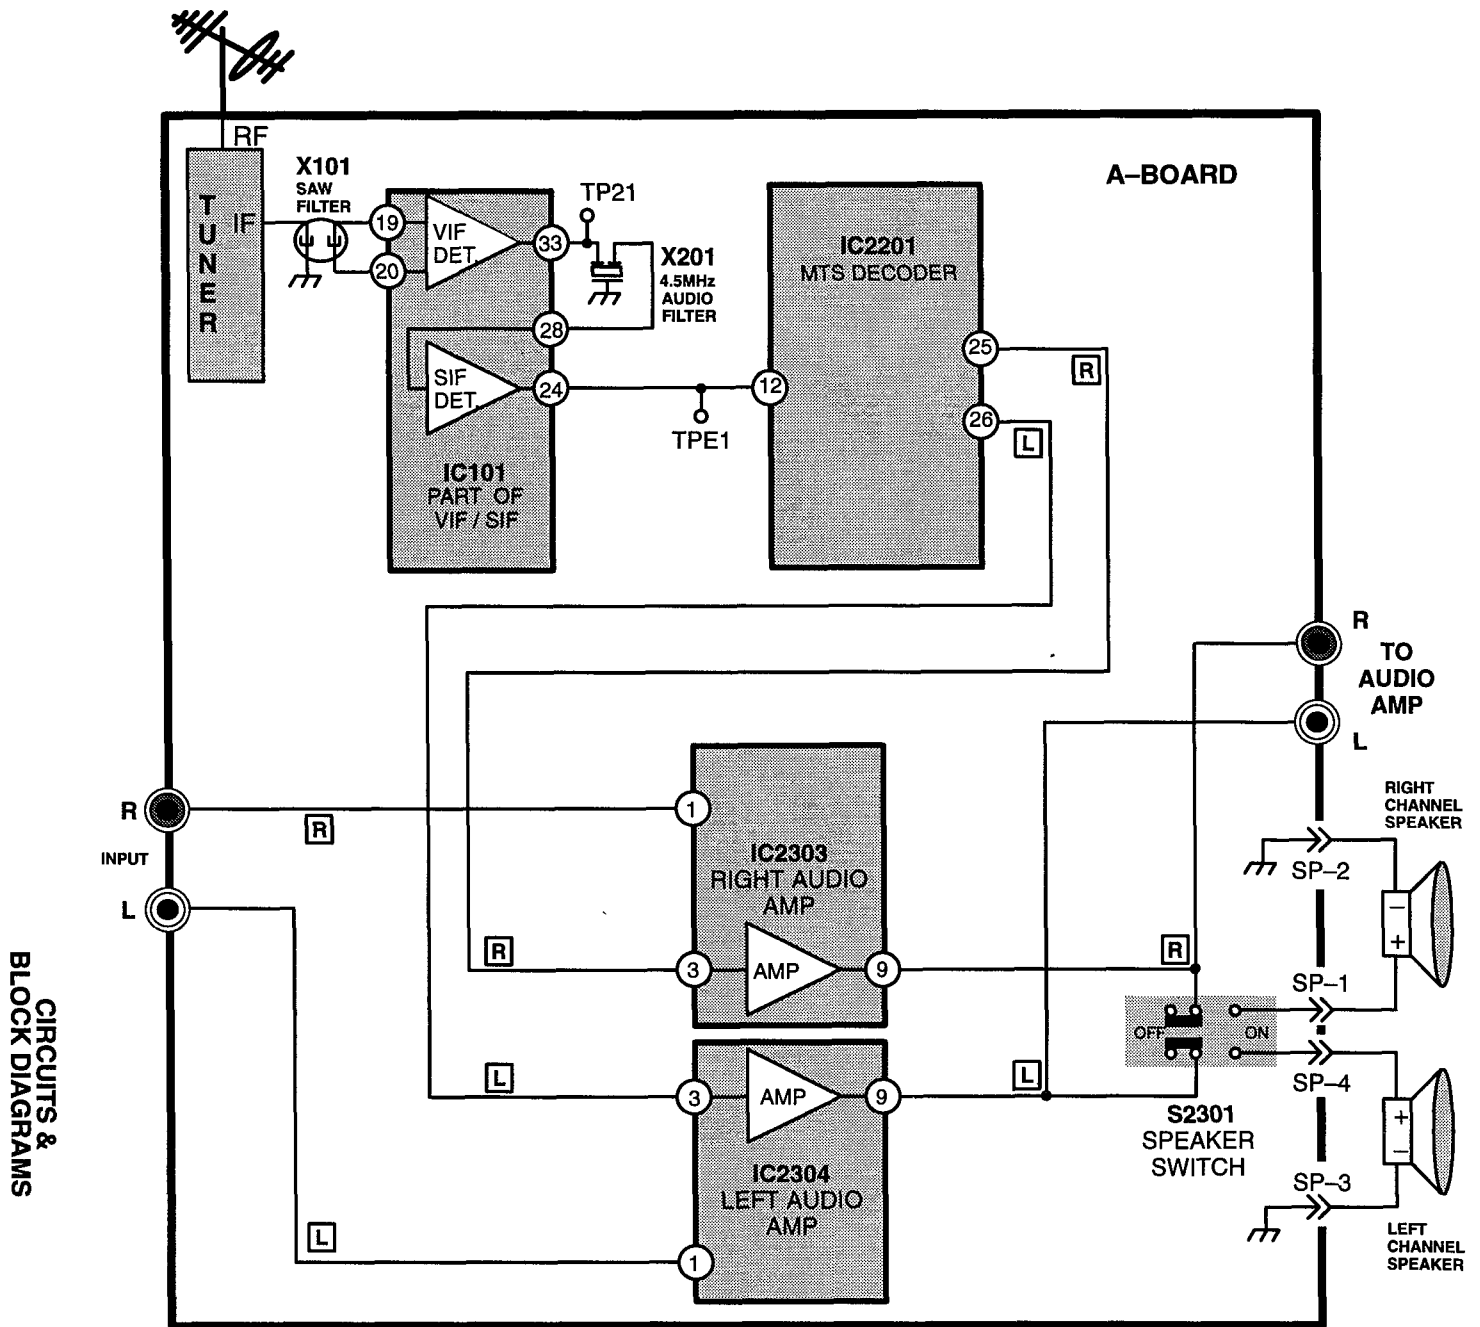 RF
X101
SAW
FILTER
A–BOARD
TUNER
IF
19
20
VIF
DET.
33
TP21
X201
4.5MHz
AUDIO
FILTER
28
SIF
DET.
24
IC101
PART OF
VIF / SIF
TPE1
12
IC2201
MTS DECODER
25
R
26
L
R
TO
AUDIO
AMP
L
R
INPUT
L
R
1
IC2303
RIGHT AUDIO
AMP
R
3
AMP
9
R
L
3
AMP
9
L
IC2304
LEFT AUDIO
AMP
L
1
OFF
ON
S2301
SPEAKER
SWITCH
RIGHT
CHANNEL
SPEAKER
SP–2
–
+
SP–1
SP–4
+
–
SP–3
LEFT
CHANNEL
SPEAKER
CIRCUITS &
BLOCK DIAGRAMS